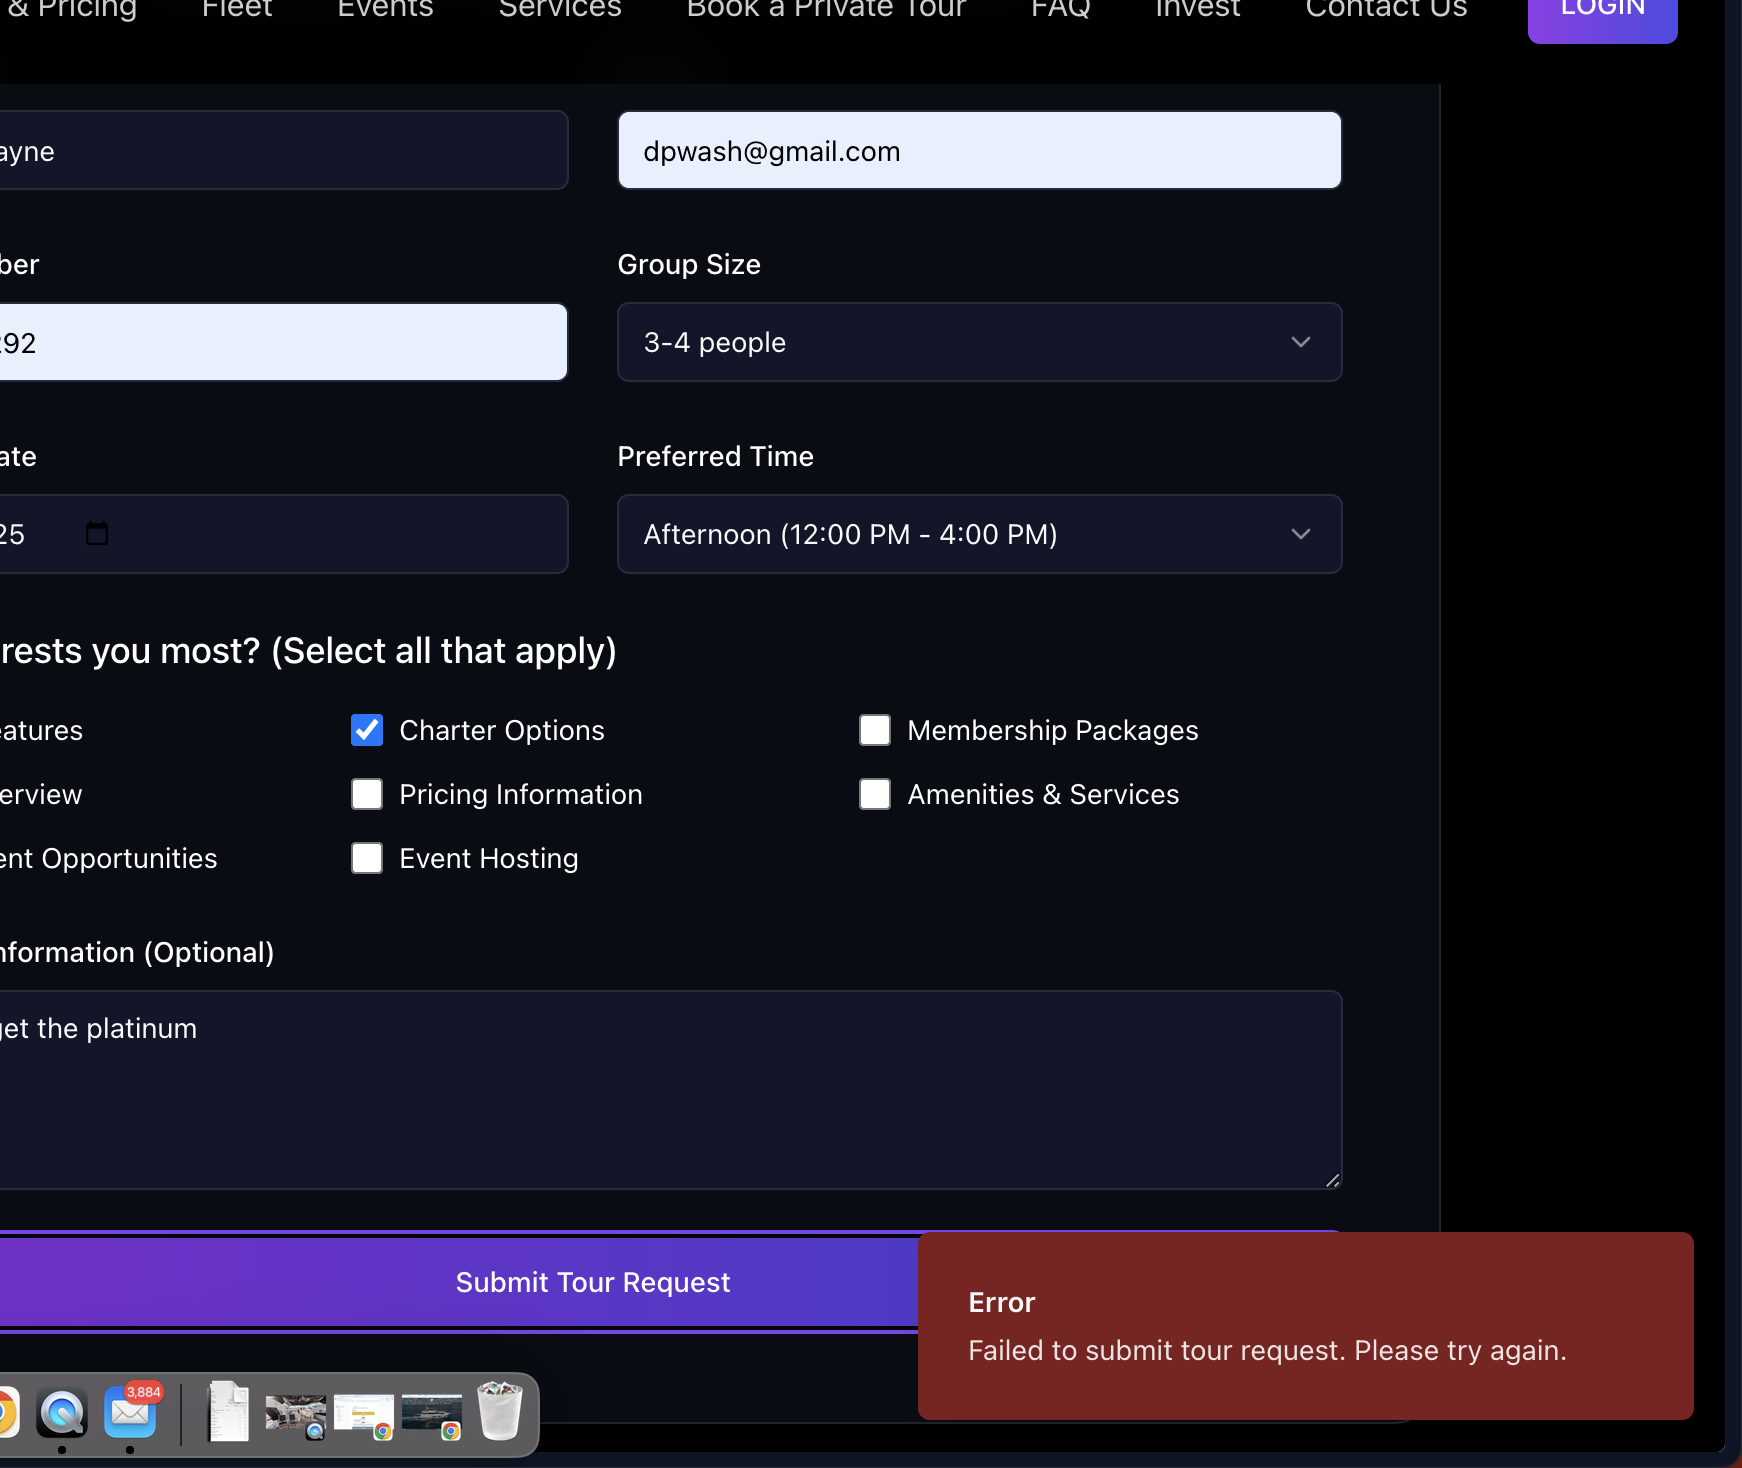 & Pricing Fleet Events Services Book a Private Tour FAQ Invest Contact Us LOGIN
ayne dpwash@gmail.com
ber Group Size
292 3-4 people
ate Preferred Time
25 Afternoon (12:00 PM - 4:00 PM)
rests you most? (Select all that apply)
eatures Charter Options Membership Packages
erview Pricing Information Amenities & Services
ent Opportunities Event Hosting
nformation (Optional)
get the platinum
Submit Tour Request
Error
Failed to submit tour request. Please try again.
3,884